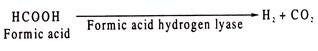 HCOOH → H₂ + CO₂
Formic acid Formic acid hydrogen lyase